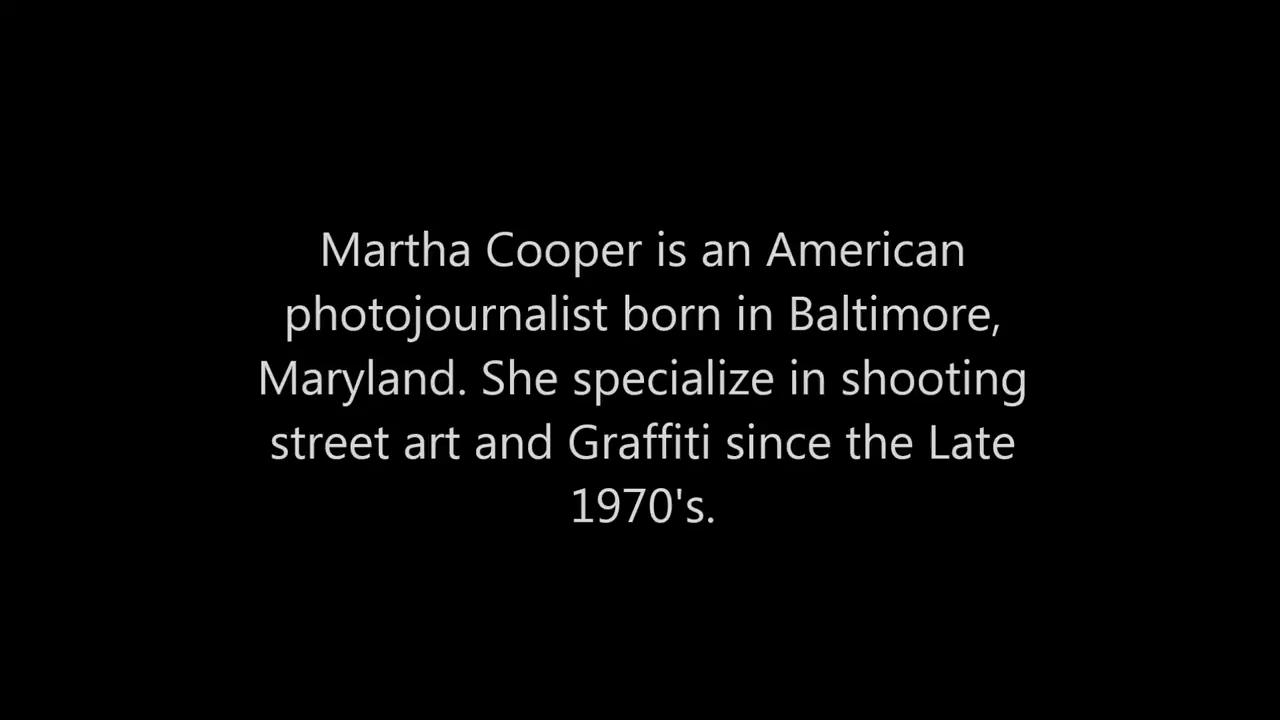 Martha Cooper is an American
photojournalist born in Baltimore,
Maryland. She specialize in shooting
street art and Graffiti since the Late
1970's.